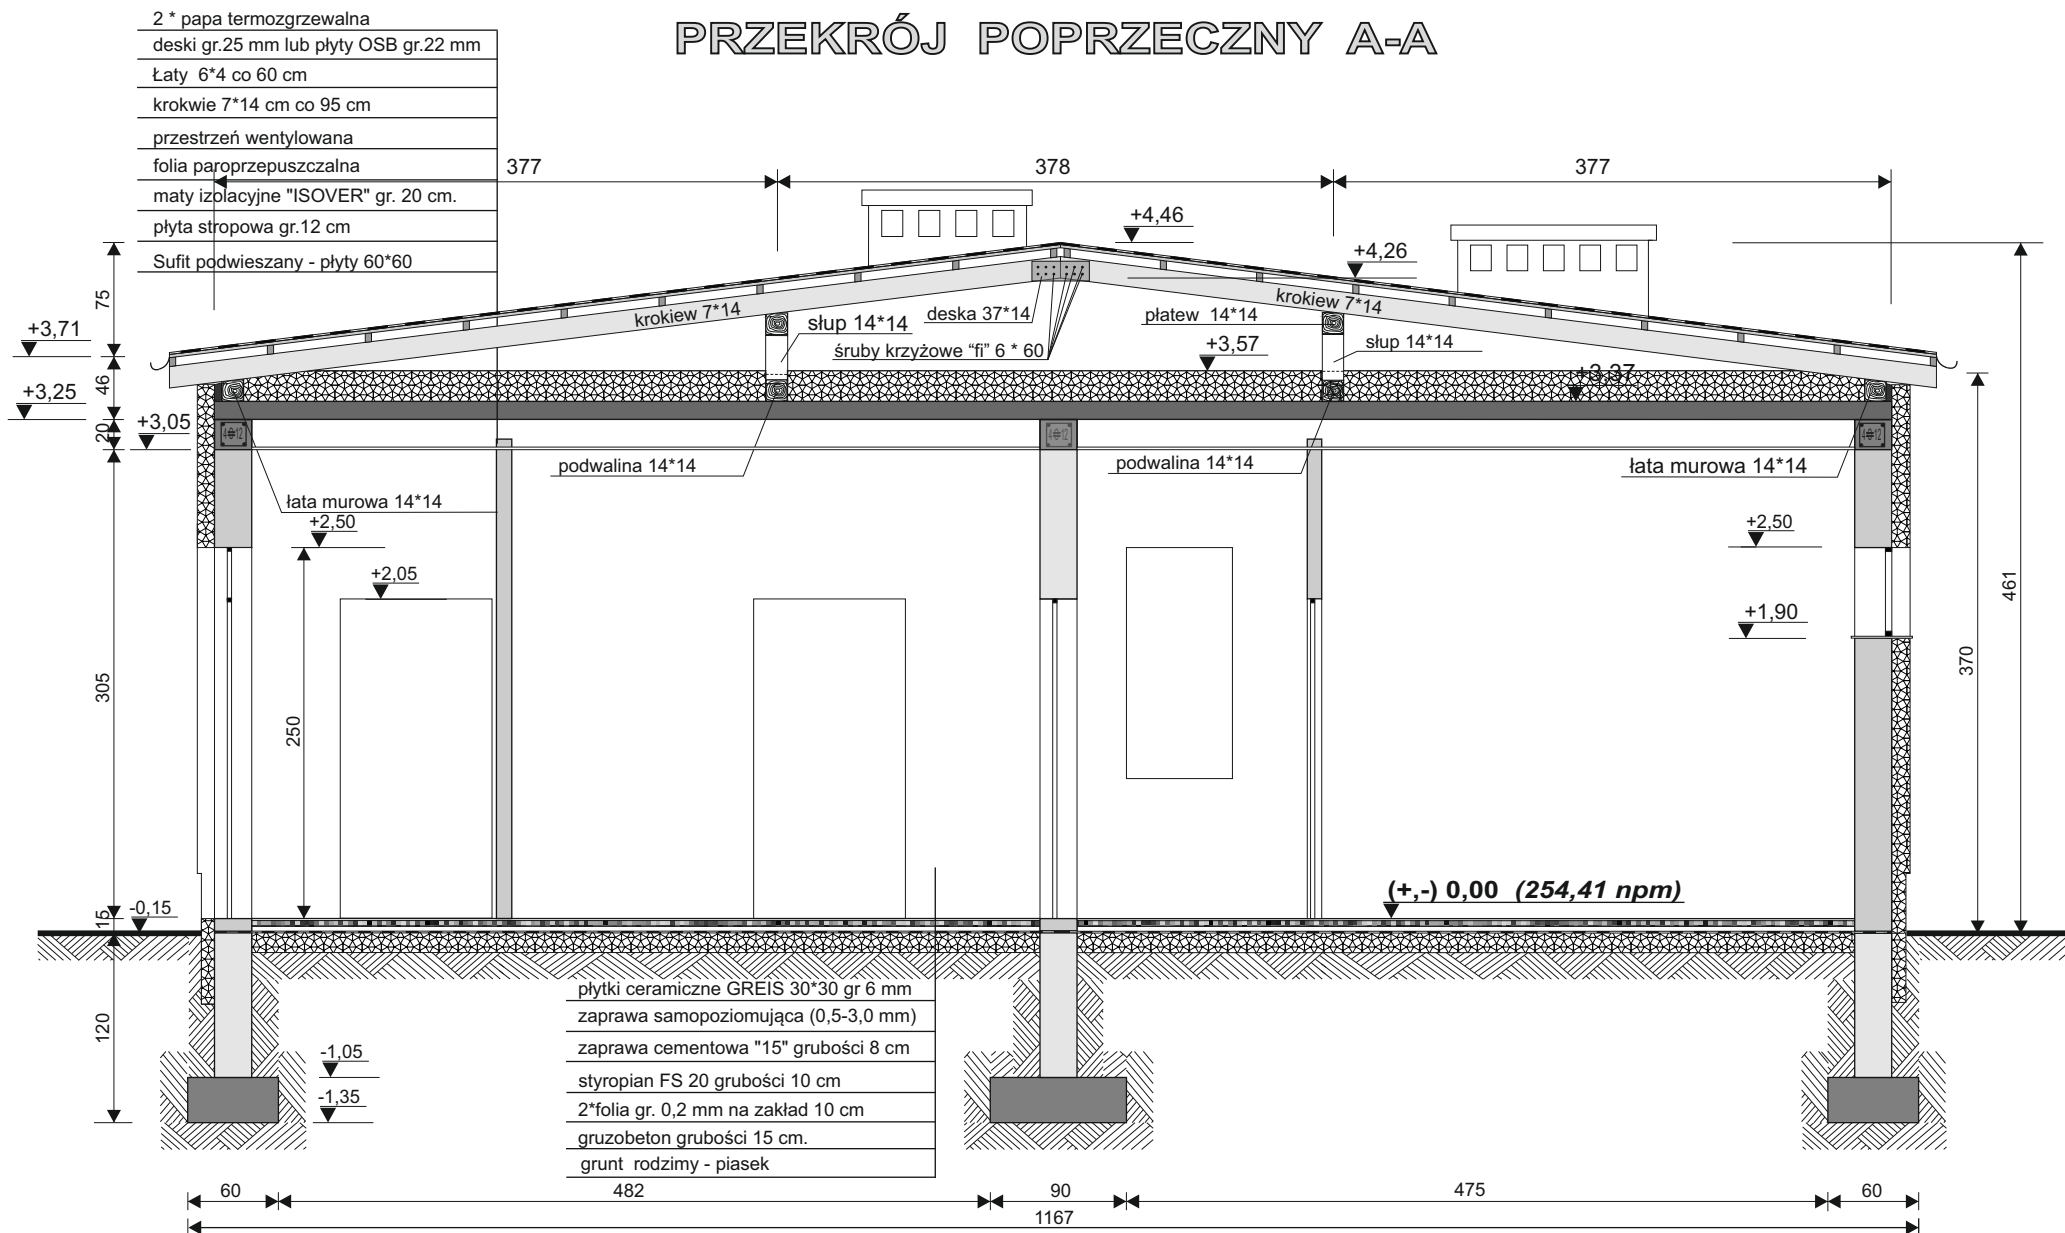 PRZEKRÓJ POPRZECZNY A-A
2 * papa termozgrzewalna
deski gr.25 mm lub płyty OSB gr.22 mm
Łaty 6*4 co 60 cm
krokwie 7*14 cm co 95 cm
przestrzeń wentylowana
folia paroprzepuszczalna
maty izolacyjne "ISOVER" gr. 20 cm.
płyta stropowa gr.12 cm
Sufit podwieszany - płyty 60*60
377
378
377
+4,46
+4,26
75
+3,71
46
+3,25
20
+3,05
krokiew 7*14
słup 14*14
deska 37*14
śruby krzyżowe “fi” 6 * 60
płatew 14*14
krokiew 7*14
słup 14*14
+3,57
+3,37
4ϕ12
4ϕ12
4ϕ12
podwalina 14*14
podwalina 14*14
łata murowa 14*14
łata murowa 14*14
+2,50
+2,50
+2,05
+1,90
461
370
305
250
(+,-) 0,00 (254,41 npm)
15
-0,15
120
-1,05
-1,35
płytki ceramiczne GREIS 30*30 gr 6 mm
zaprawa samopoziomująca (0,5-3,0 mm)
zaprawa cementowa "15" grubości 8 cm
styropian FS 20 grubości 10 cm
2*folia gr. 0,2 mm na zakład 10 cm
gruzobeton grubości 15 cm.
grunt rodzimy - piasek
60
482
90
475
60
1167